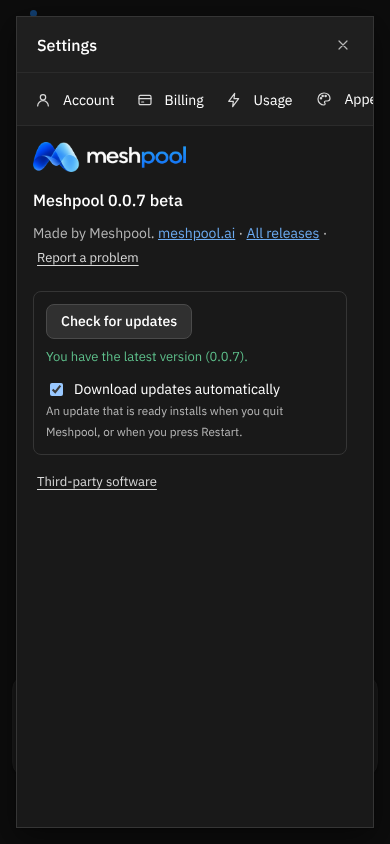 Settings
Account Billing Usage Appe
meshpool
Meshpool 0.0.7 beta
Made by Meshpool. meshpool.ai · All releases ·
Report a problem
Check for updates
You have the latest version (0.0.7).
Download updates automatically
An update that is ready installs when you quit
Meshpool, or when you press Restart.
Third-party software